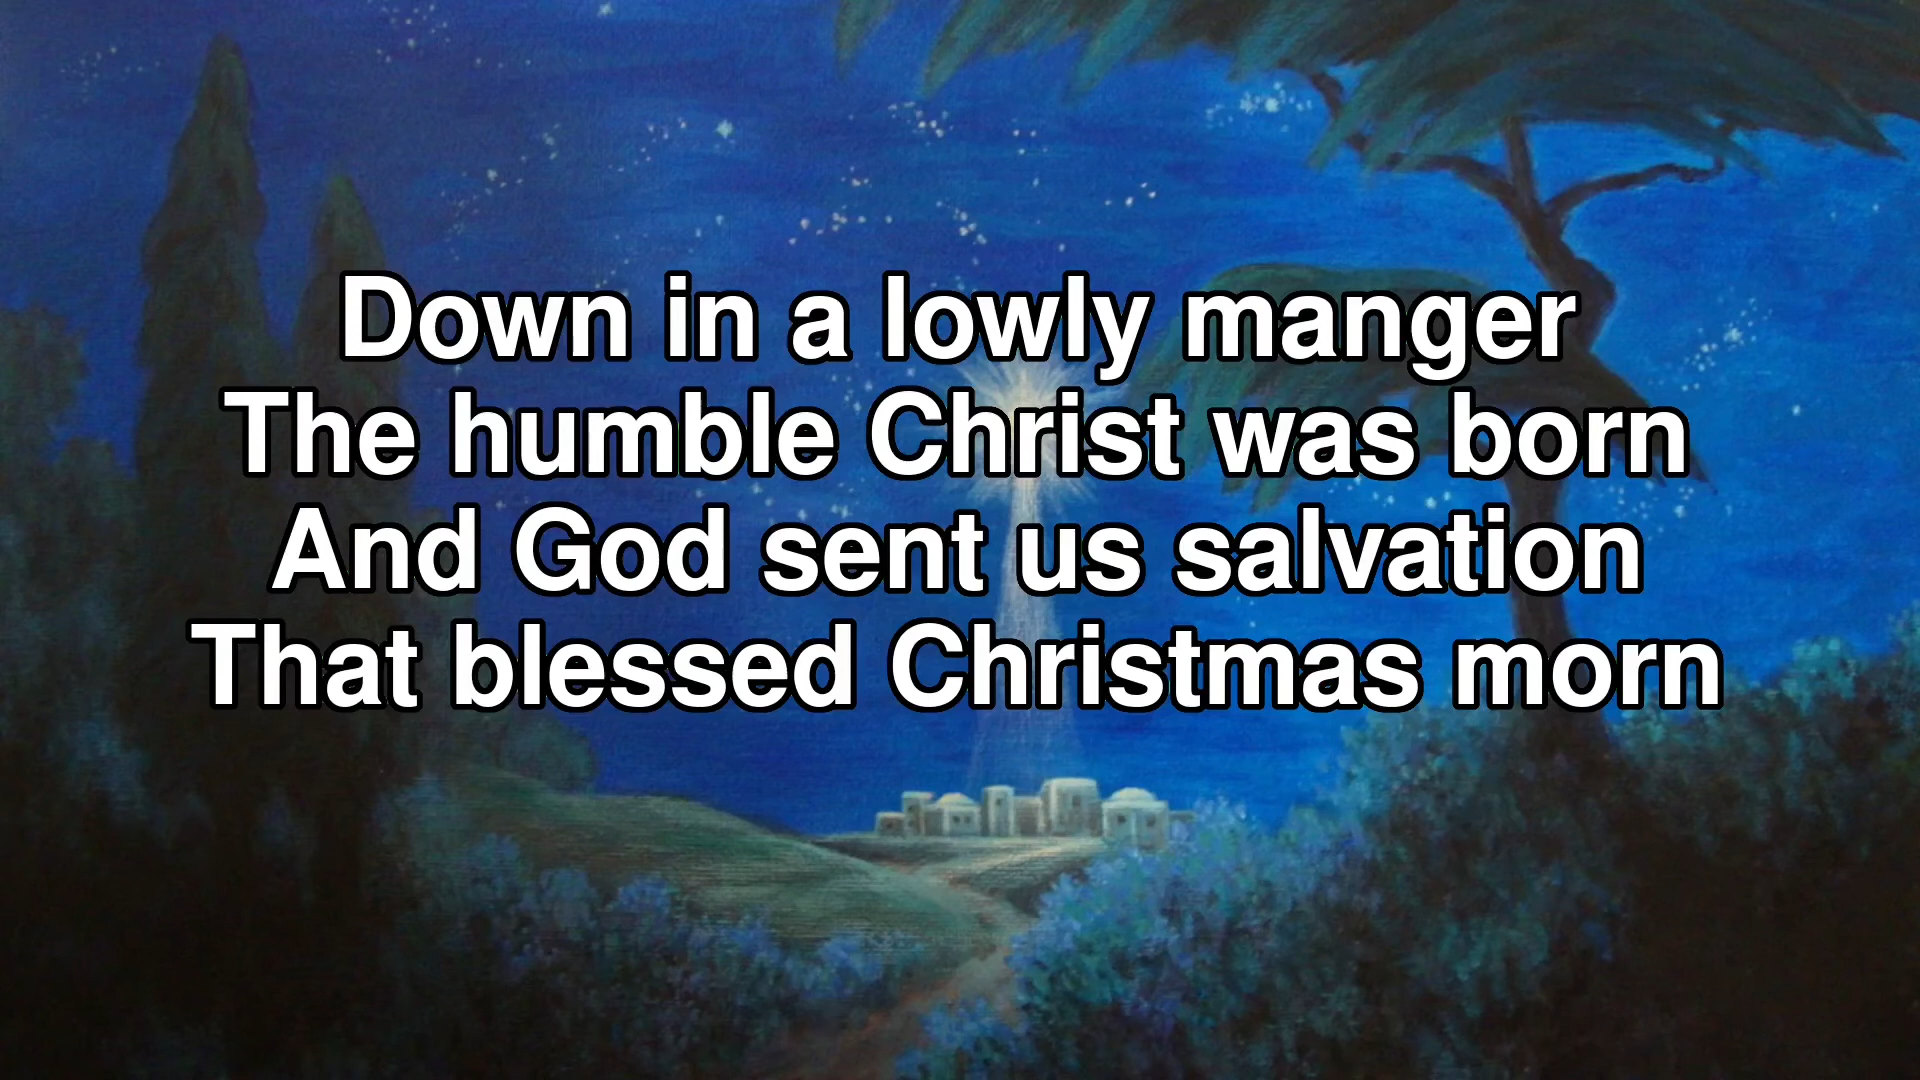 Down in a lowly manger
The humble Christ was born
And God sent us salvation
That blessed Christmas morn